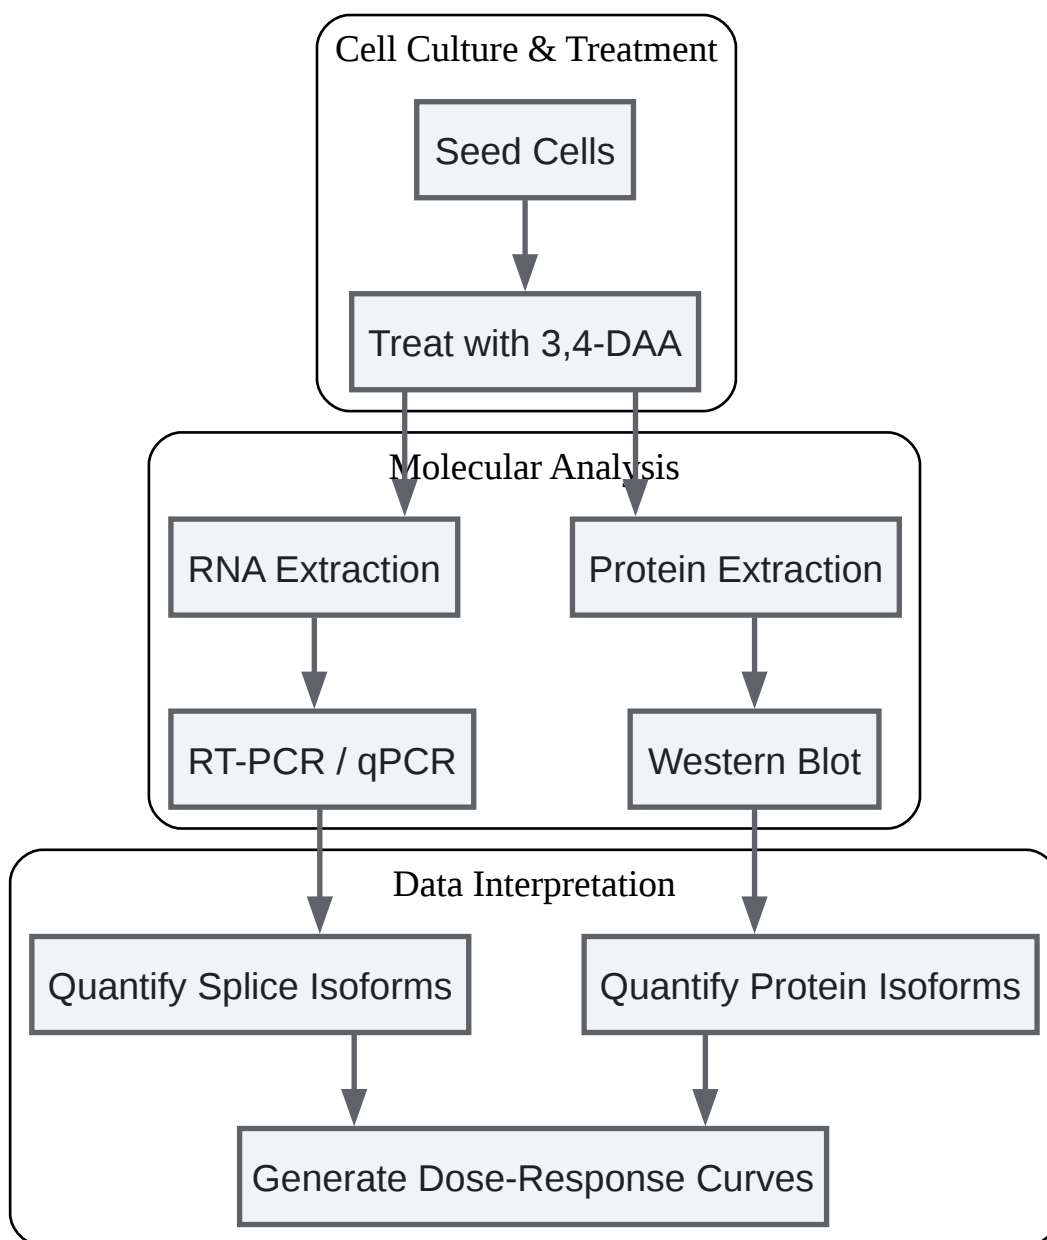 Cell Culture & Treatment
Seed Cells
Treat with 3,4-DAA
Molecular Analysis
RNA Extraction
Protein Extraction
RT-PCR / qPCR
Western Blot
Data Interpretation
Quantify Splice Isoforms
Quantify Protein Isoforms
Generate Dose-Response Curves